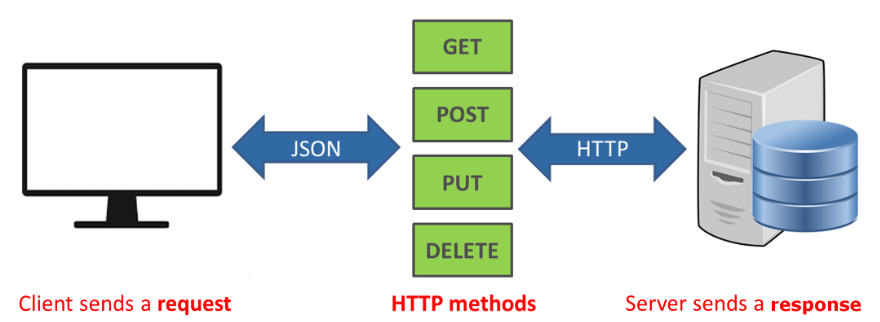 GET
POST
JSON
HTTP
PUT
DELETE
Client sends a request
HTTP methods
Server sends a response